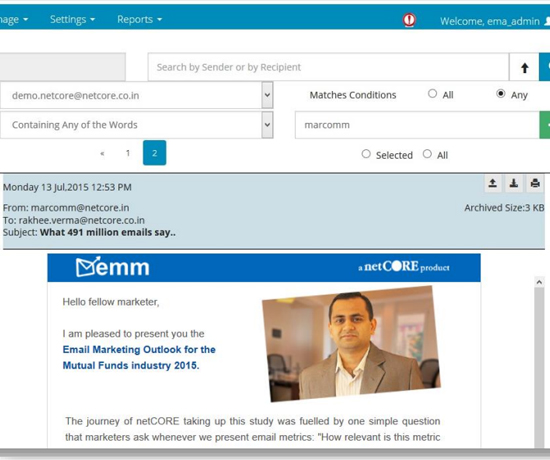 nage Settings Reports Welcome, ema_admin
Search by Sender or by Recipient
demo.netcore@netcore.co.in Matches Conditions All Any
Containing Any of the Words marcomm
« 1 2 Selected All
Monday 13 Jul,2015 12:53 PM
From: marcomm@netcore.in Archived Size:3 KB
To: rakhee.verma@netcore.co.in
Subject: What 491 million emails say..
emm a netCORE product
Hello fellow marketer,
I am pleased to present you the
Email Marketing Outlook for the
Mutual Funds industry 2015.
The journey of netCORE taking up this study was fuelled by one simple question
that marketers ask whenever we present email metrics: "How relevant is this metric